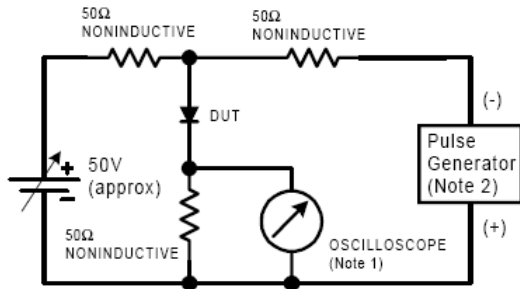 50Ω
NONINDUCTIVE
50Ω
NONINDUCTIVE
DUT
(-)
+
50V
(approx)
-
Pulse
Generator
(Note 2)
50Ω
NONINDUCTIVE
OSCILLOSCOPE
(Note 1)
(+)